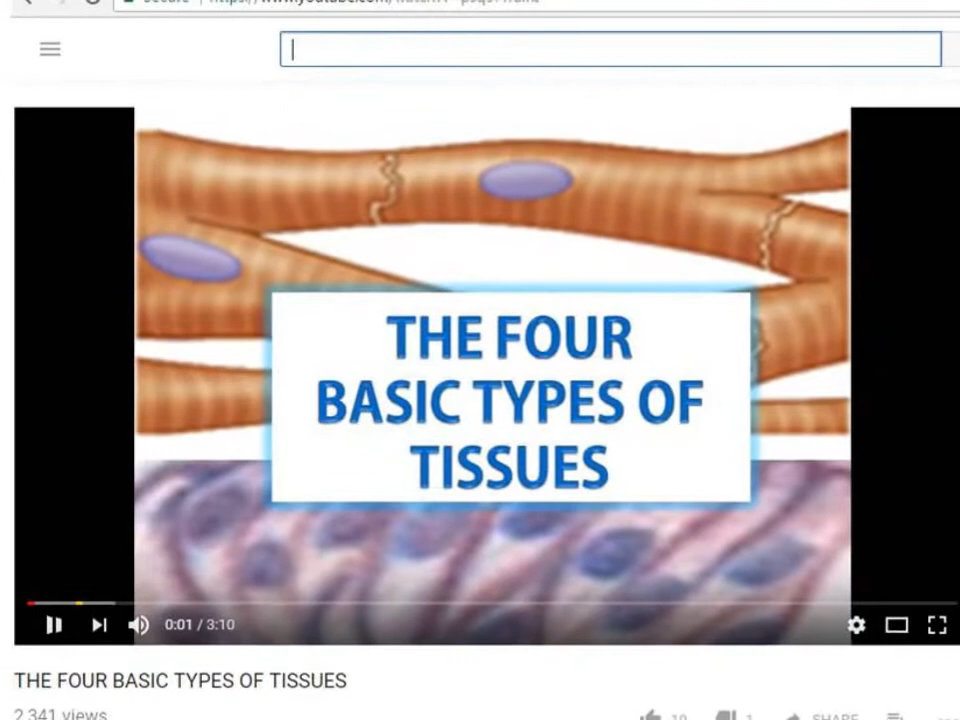 THE FOUR
BASIC TYPES OF
TISSUES
0:01 / 3:10
THE FOUR BASIC TYPES OF TISSUES
2,341 views
SHARE